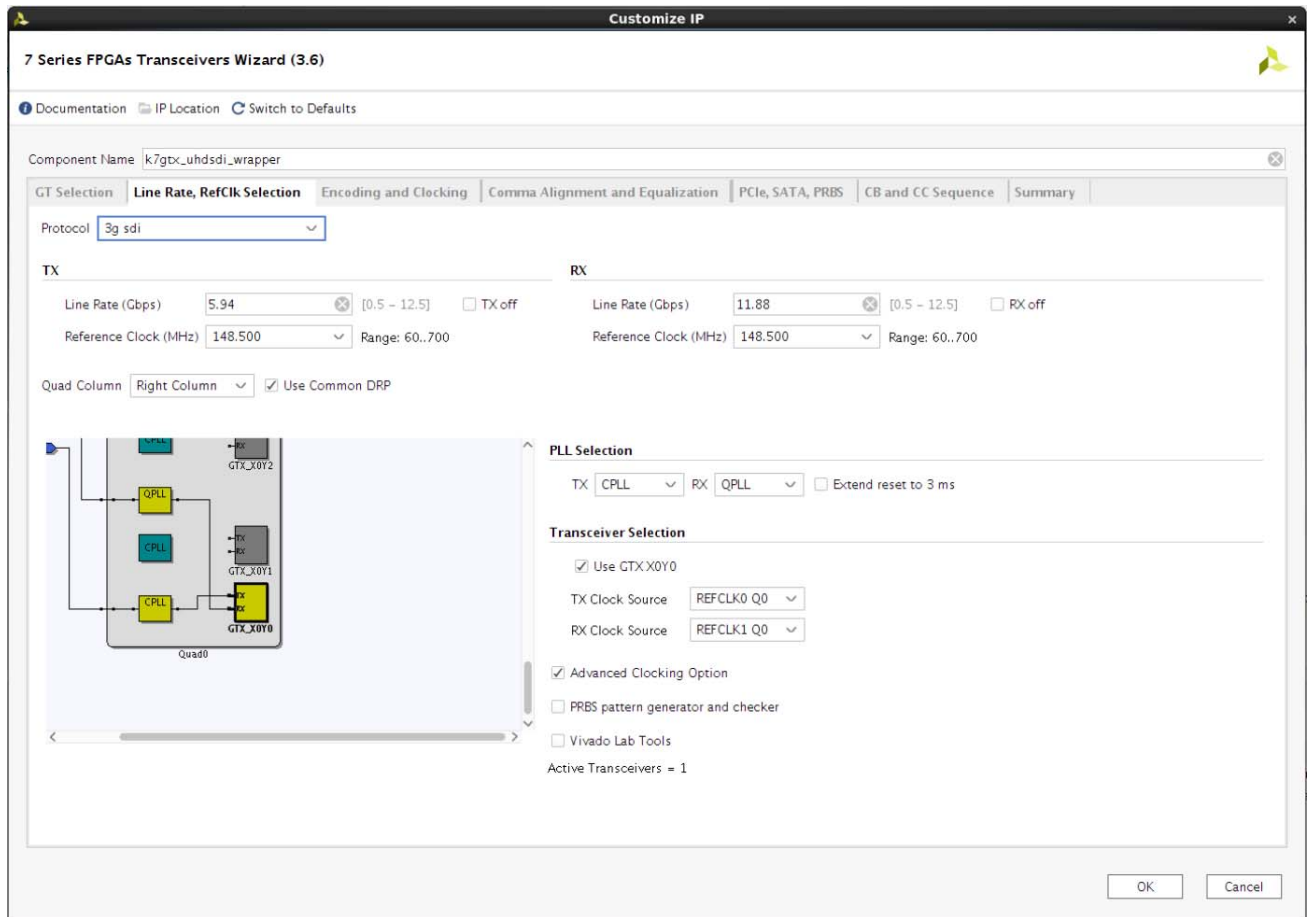 Customize IP
7 Series FPGAs Transceivers Wizard (3.6)
Documentation IP Location Switch to Defaults
Component Name k7gtx_uhdsdi_wrapper
GT Selection Line Rate, RefClk Selection Encoding and Clocking Comma Alignment and Equalization PCIe, SATA, PRBS CB and CC Sequence Summary
Protocol 3g sdi
TX RX
Line Rate (Gbps) 5.94 [0.5 - 12.5] TX off Line Rate (Gbps) 11.88 [0.5 - 12.5] RX off
Reference Clock (MHz) 148.500 Range: 60..700 Reference Clock (MHz) 148.500 Range: 60..700
Quad Column Right Column Use Common DRP
CPLL RX
GTX_X0Y2
QPLL
CPLL TX
RX
GTX_X0Y1
CPLL TX
RX
GTX_X0Y0
Quad0
PLL Selection
TX CPLL RX QPLL Extend reset to 3 ms
Transceiver Selection
Use GTX X0Y0
TX Clock Source REFCLK0 Q0
RX Clock Source REFCLK1 Q0
Advanced Clocking Option
PRBS pattern generator and checker
Vivado Lab Tools
Active Transceivers = 1
OK Cancel